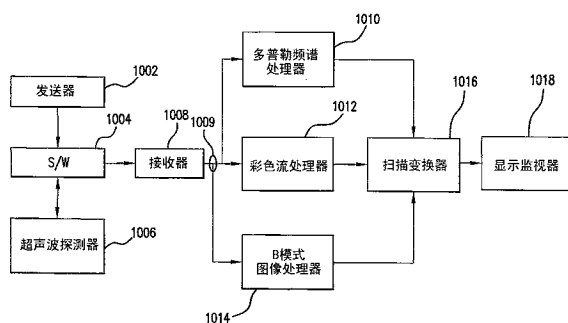 1002
发送器
1004
S/W
1006
超声波探测器
1008
接收器
1009
1010
多普勒频谱
处理器
1012
彩色流处理器
B模式
图像处理器
1014
1016
扫描变换器
1018
显示监视器